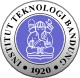 INSTITUT TEKNOLOGI BANDUNG
• 1920 •